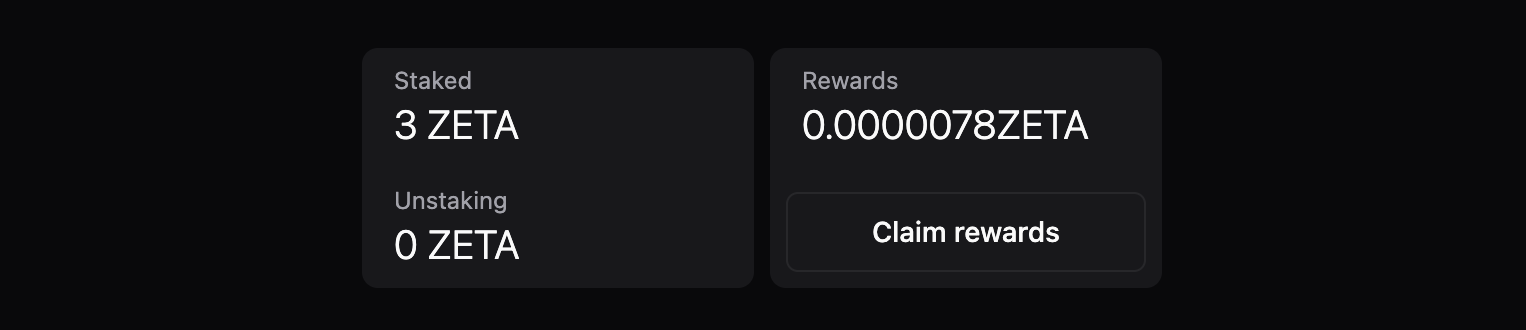 Staked
3 ZETA
Unstaking
0 ZETA
Rewards
0.0000078ZETA
Claim rewards